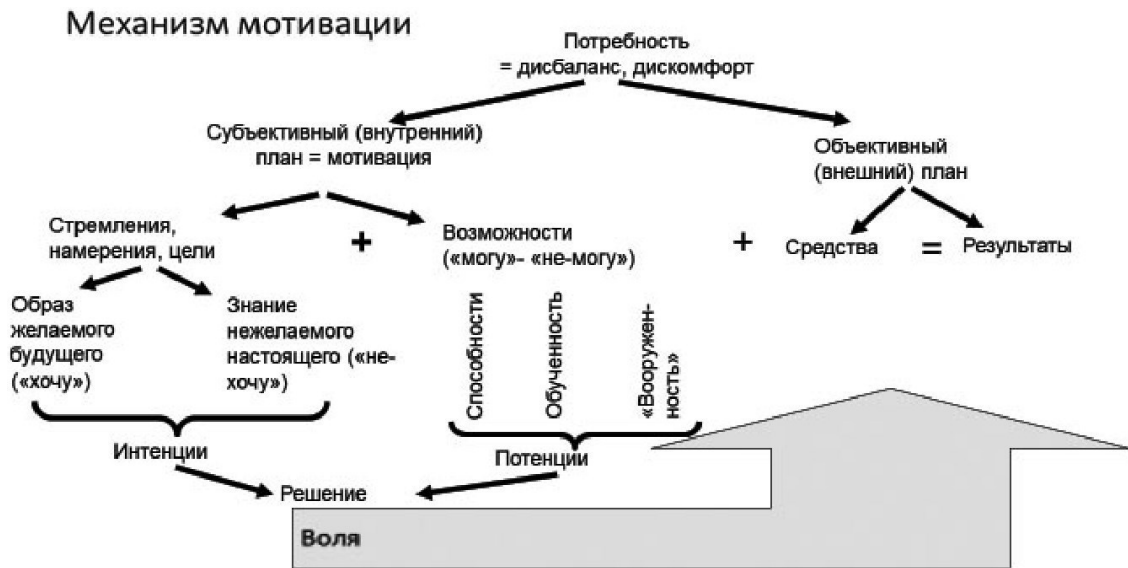 Механизм мотивации
Потребность
= дисбаланс, дискомфорт
Субъективный (внутренний)
план = мотивация
Объективный
(внешний) план
Стремления,
намерения, цели
+
Возможности
(«могу»- «не-могу»)
+
Средства
=
Результаты
Образ
желаемого
будущего
(«хочу»)
Знание
нежелаемого
настоящего («не-
хочу»)
Способности
Обученность
«Вооружен-
ность»
Интенции
Потенции
Решение
Воля